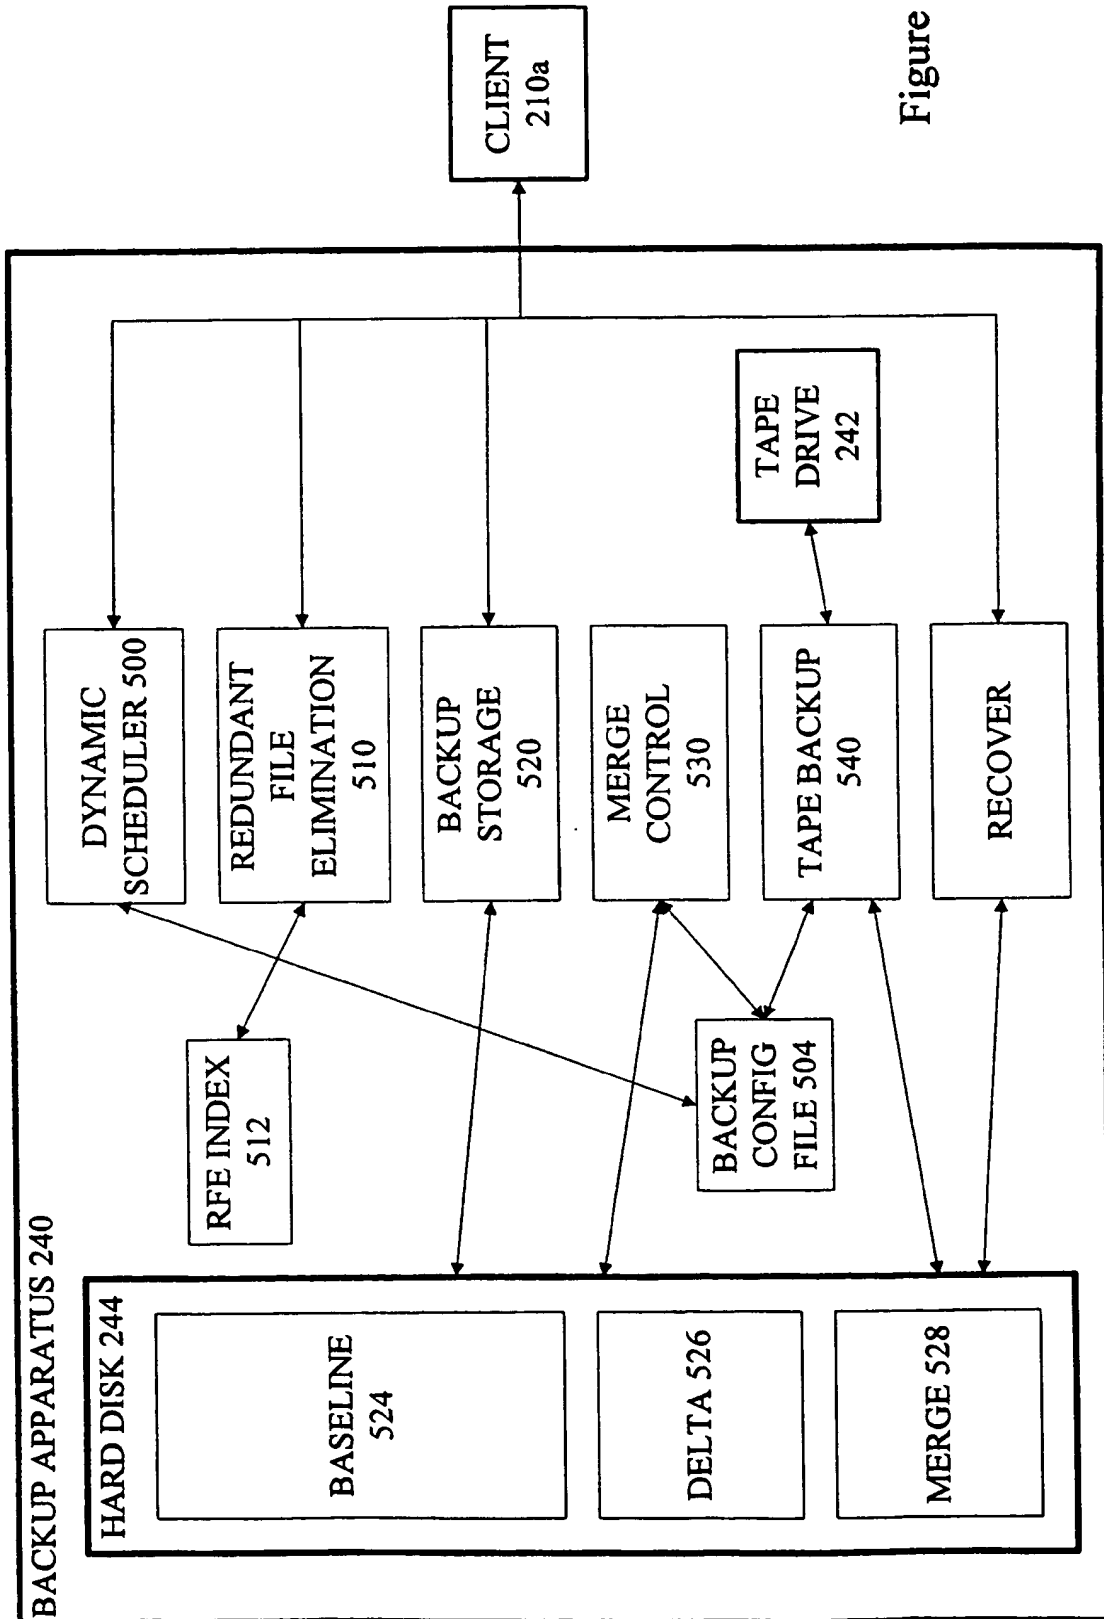 BACKUP APPARATUS 240
HARD DISK 244
BASELINE
524
DELTA 526
MERGE 528
RFE INDEX
512
BACKUP
CONFIG
FILE 504
DYNAMIC
SCHEDULER 500
REDUNDANT
FILE
ELIMINATION
510
BACKUP
STORAGE
520
MERGE
CONTROL
530
TAPE BACKUP
540
RECOVER
TAPE
DRIVE
242
CLIENT
210a
Figure